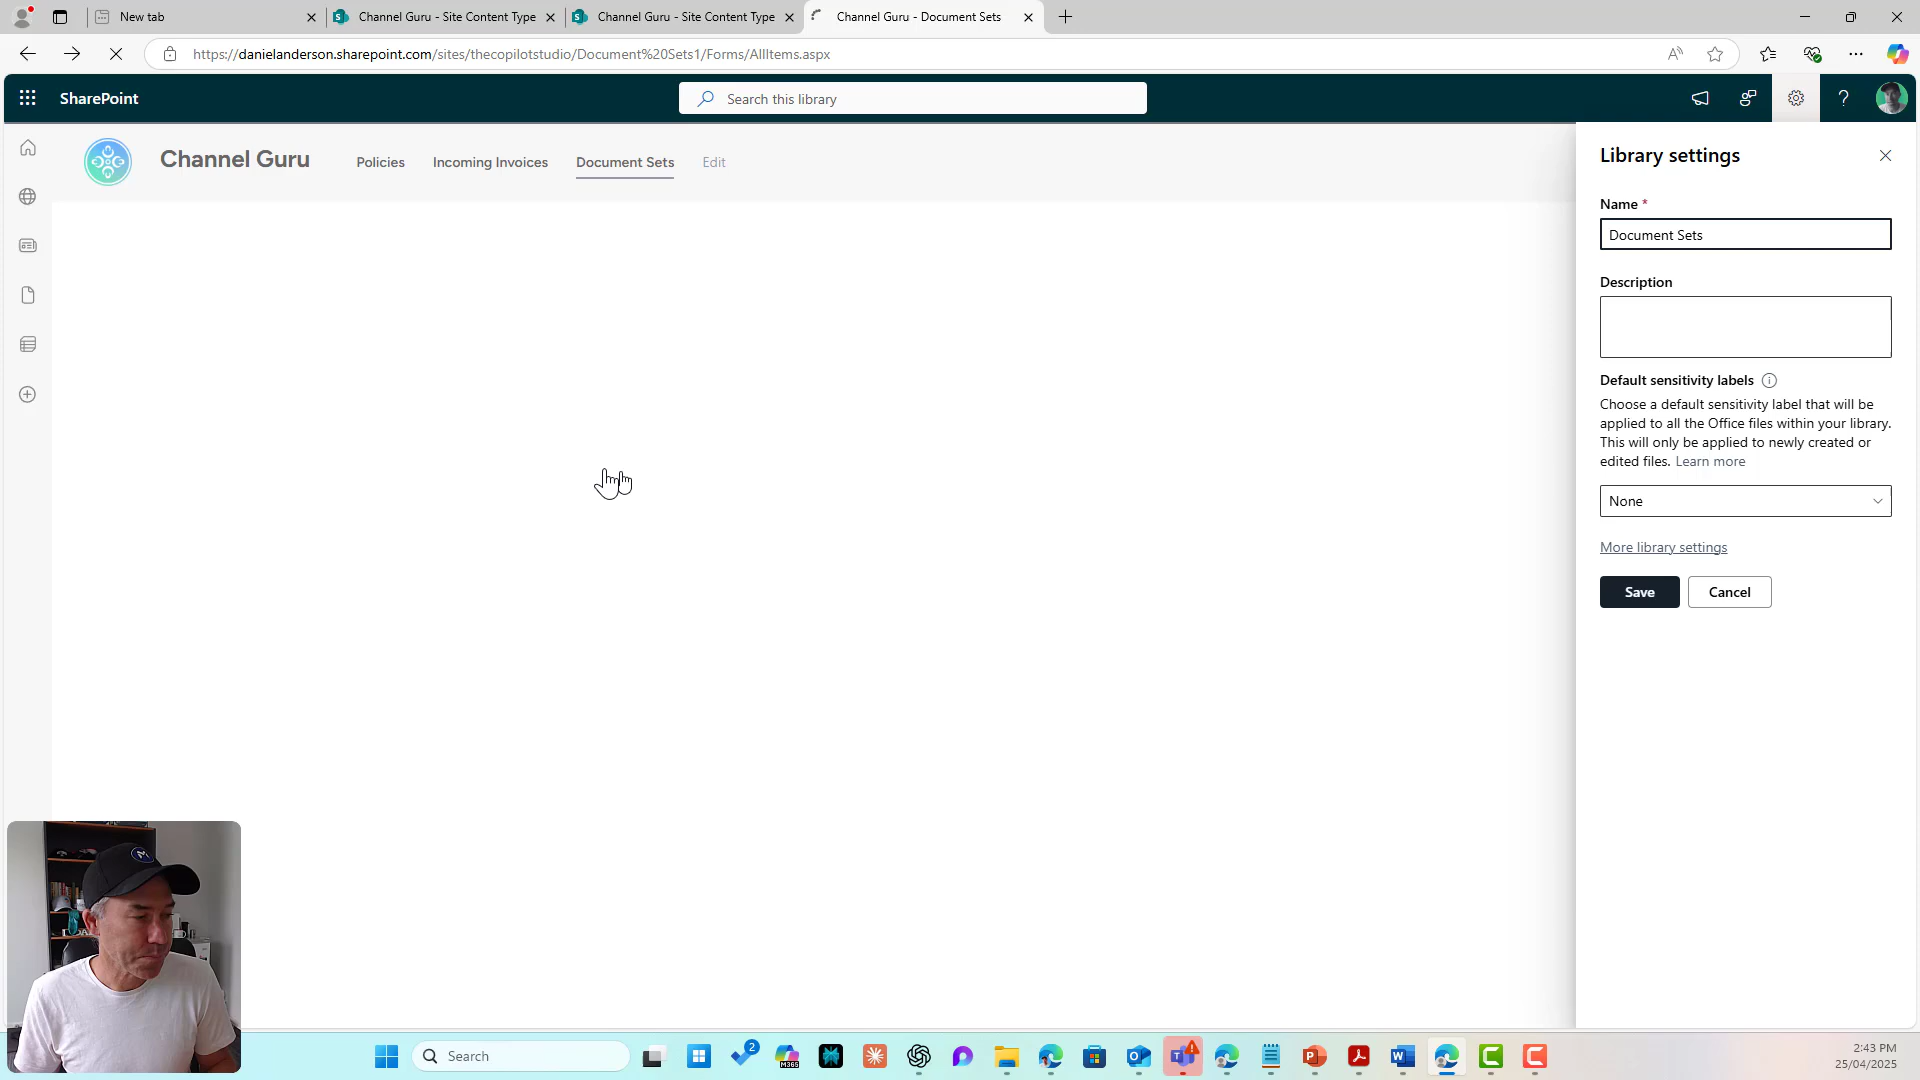 New tab
Channel Guru - Site Content Type
Channel Guru - Site Content Type
Channel Guru - Document Sets
https://danielanderson.sharepoint.com/sites/thecopilotstudio/Document%20Sets1/Forms/AllItems.aspx
SharePoint
Search this library
Channel Guru
Policies
Incoming Invoices
Document Sets
Edit
Library settings
Name *
Document Sets
Description
Default sensitivity labels
Choose a default sensitivity label that will be
applied to all the Office files within your library.
This will only be applied to newly created or
edited files. Learn more
None
More library settings
Save
Cancel
Search
2
M365
2:43 PM
25/04/2025